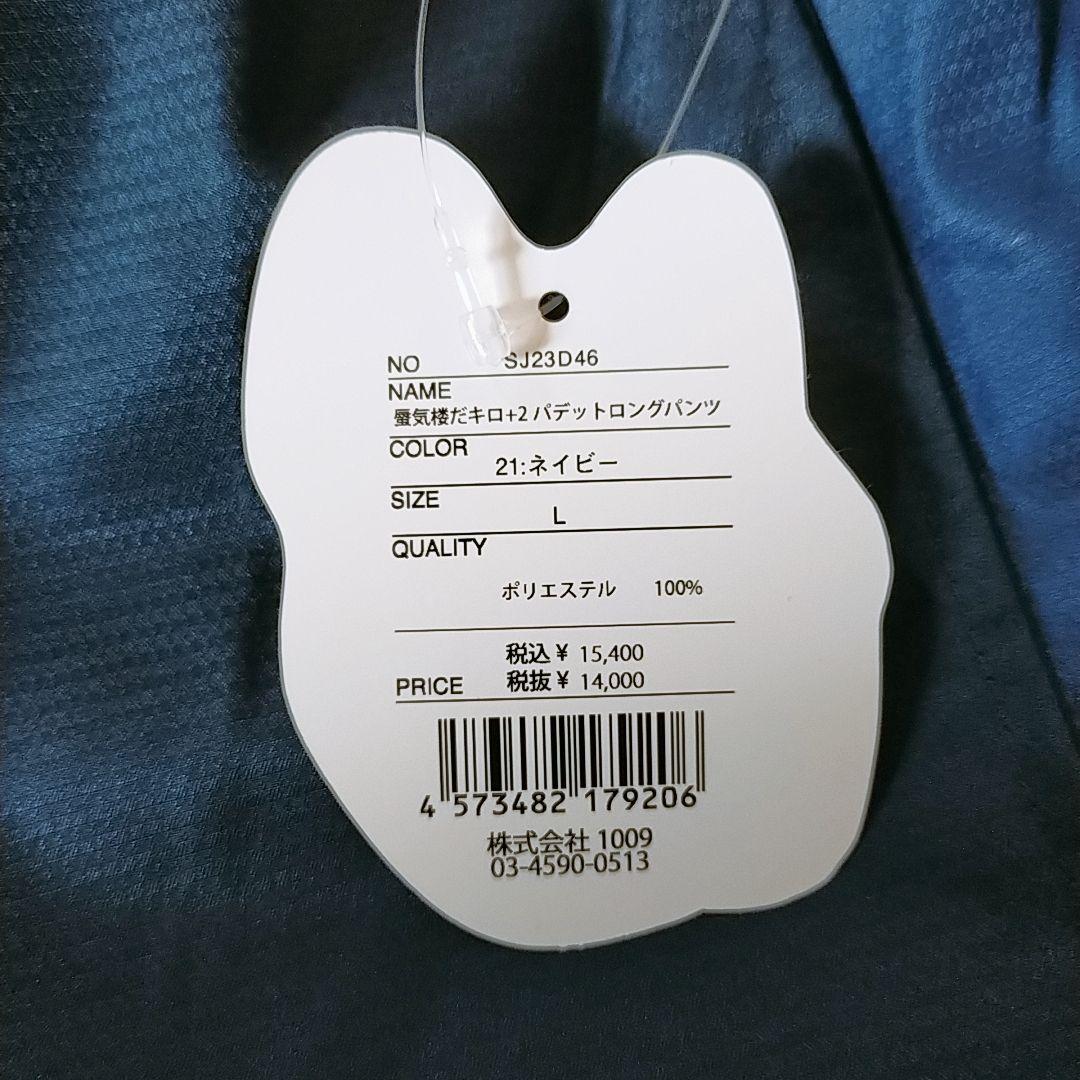 NO SJ23D46
NAME
蜃気楼だキロ+2 パデットロングパンツ
COLOR
21:ネイビー
SIZE
L
QUALITY
ポリエステル 100%
税込¥ 15,400
PRICE 税抜¥ 14,000
4 573482 179206
株式会社 1009
03-4590-0513